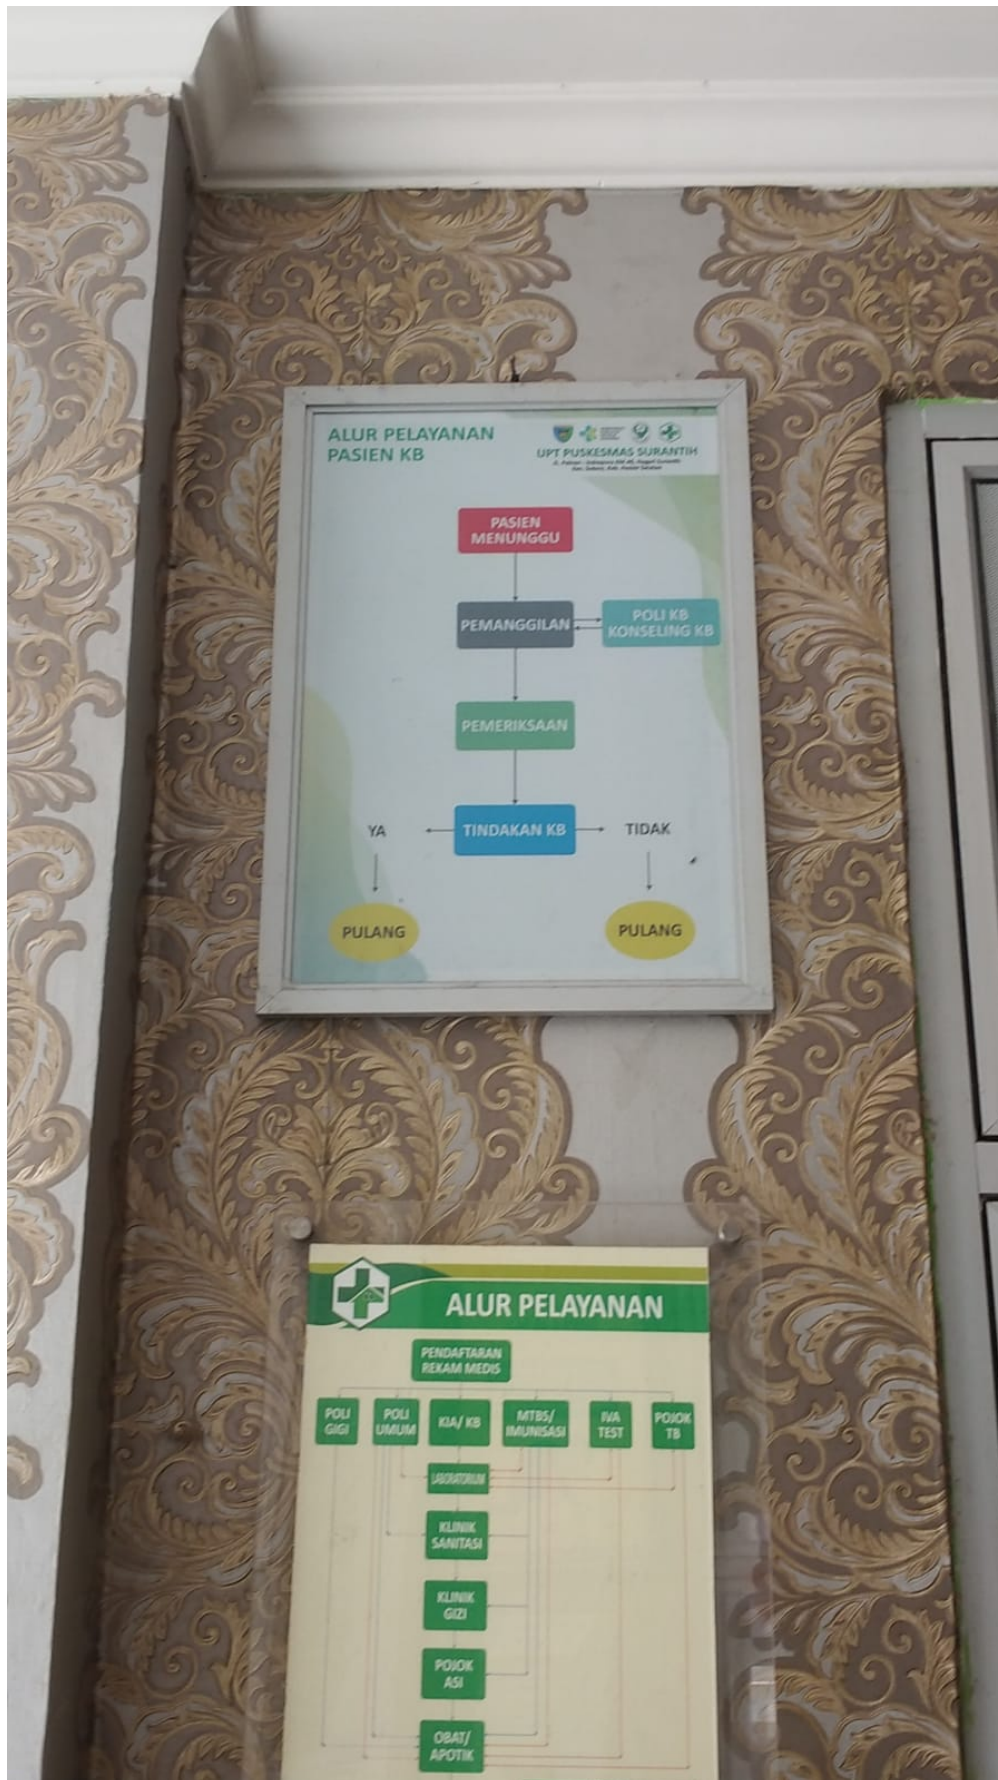 ALUR PELAYANAN
PASIEN KB
UPT PUSKESMAS SURANTIH
PASIEN
MENUNGGU
PEMANGGILAN
POLI KB
KONSELING KB
PEMERIKSAAN
YA
TINDAKAN KB
TIDAK
PULANG
PULANG
ALUR PELAYANAN
PENDAFTARAN
REKAM MEDIS
POLI
GIGI
POLI
UMUM
KIA/ KB
MTBS/
IMUNISASI
IVA
TEST
POJOK
TB
LABORATORIUM
KLINIK
SANITASI
KLINIK
GIZI
POJOK
ASI
OBAT/
APOTIK